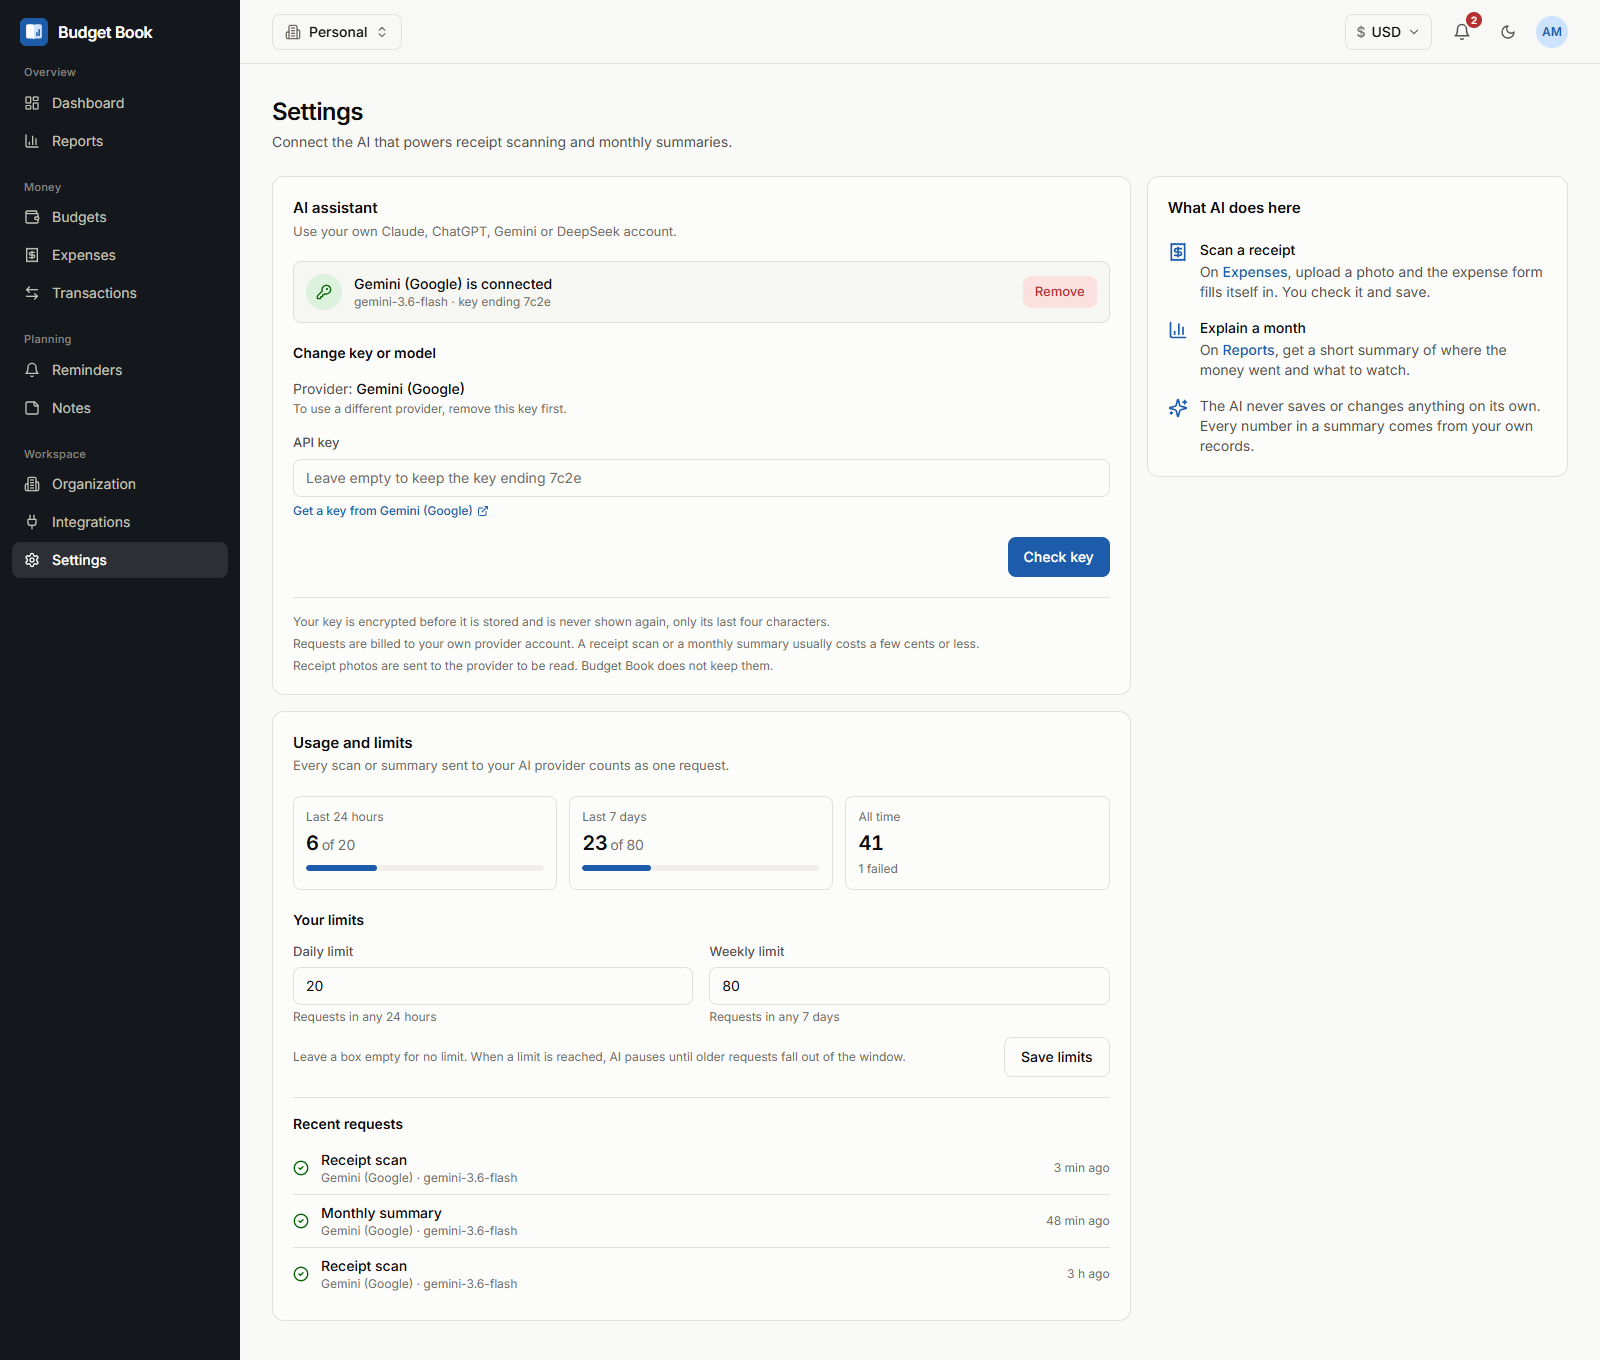 Budget Book
Overview
Dashboard
Reports
Money
Budgets
Expenses
Transactions
Planning
Reminders
Notes
Workspace
Organization
Integrations
Settings
Personal
$ USD
2
AM
Settings
Connect the AI that powers receipt scanning and monthly summaries.
AI assistant
Use your own Claude, ChatGPT, Gemini or DeepSeek account.
Gemini (Google) is connected
gemini-3.6-flash · key ending 7c2e
Remove
Change key or model
Provider: Gemini (Google)
To use a different provider, remove this key first.
API key
Leave empty to keep the key ending 7c2e
Get a key from Gemini (Google)
Check key
Your key is encrypted before it is stored and is never shown again, only its last four characters.
Requests are billed to your own provider account. A receipt scan or a monthly summary usually costs a few cents or less.
Receipt photos are sent to the provider to be read. Budget Book does not keep them.
What AI does here
Scan a receipt
On Expenses, upload a photo and the expense form
fills itself in. You check it and save.
Explain a month
On Reports, get a short summary of where the
money went and what to watch.
The AI never saves or changes anything on its own.
Every number in a summary comes from your own
records.
Usage and limits
Every scan or summary sent to your AI provider counts as one request.
Last 24 hours
6 of 20
Last 7 days
23 of 80
All time
41
1 failed
Your limits
Daily limit
20
Requests in any 24 hours
Weekly limit
80
Requests in any 7 days
Leave a box empty for no limit. When a limit is reached, AI pauses until older requests fall out of the window.
Save limits
Recent requests
Receipt scan
Gemini (Google) · gemini-3.6-flash
3 min ago
Monthly summary
Gemini (Google) · gemini-3.6-flash
48 min ago
Receipt scan
Gemini (Google) · gemini-3.6-flash
3 h ago